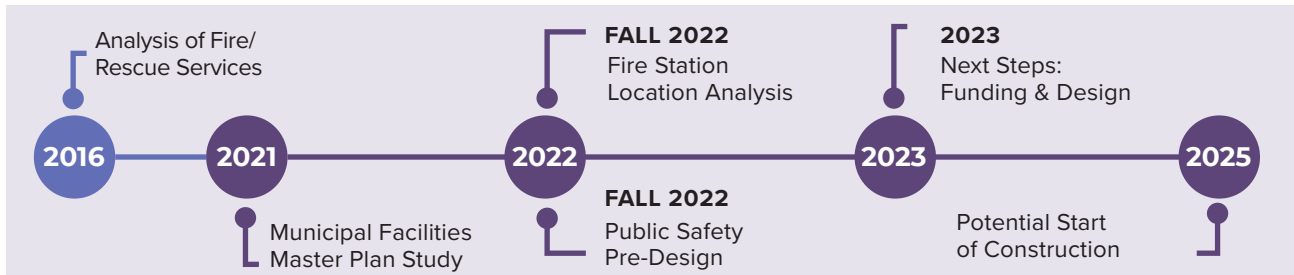 Analysis of Fire/
Rescue Services
FALL 2022
Fire Station
Location Analysis
2023
Next Steps:
Funding & Design
2016
2021
2022
2023
2025
Municipal Facilities
Master Plan Study
FALL 2022
Public Safety
Pre-Design
Potential Start
of Construction